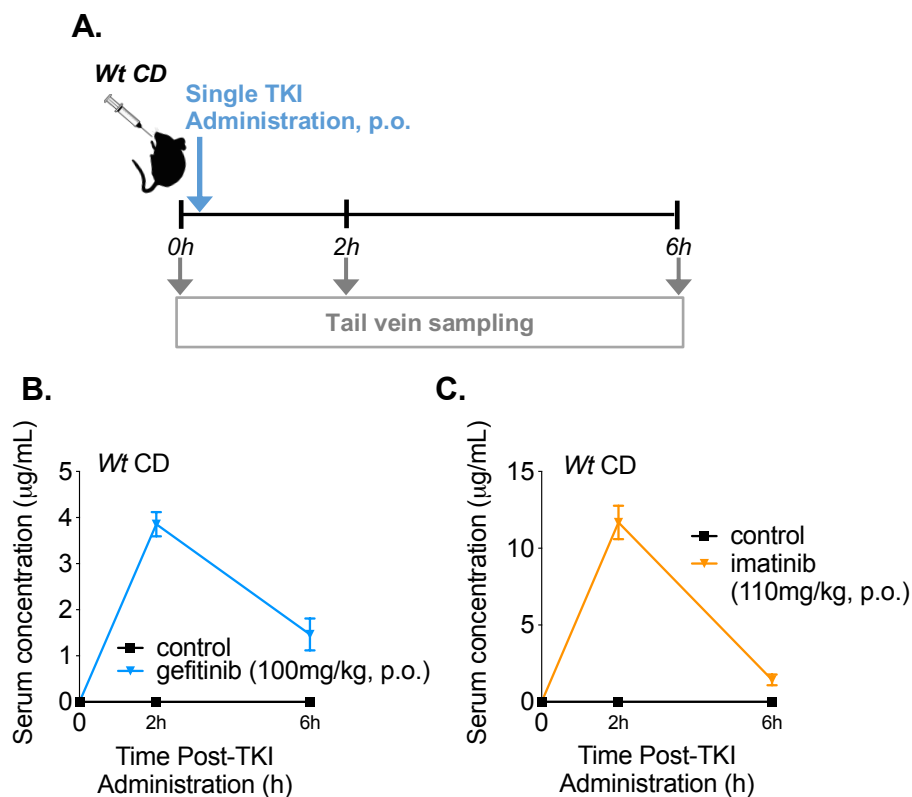 A.
Wt CD
Single TKI
Administration, p.o.
0h
2h
6h
Tail vein sampling
B.
Serum concentration (µg/mL)
5
4
3
2
1
0
Wt CD
control
gefitinib (100mg/kg, p.o.)
0
2h
6h
Time Post-TKI
Administration (h)
C.
Serum concentration (µg/mL)
15
10
5
0
Wt CD
control
imatinib
(110mg/kg, p.o.)
0
2h
6h
Time Post-TKI
Administration (h)